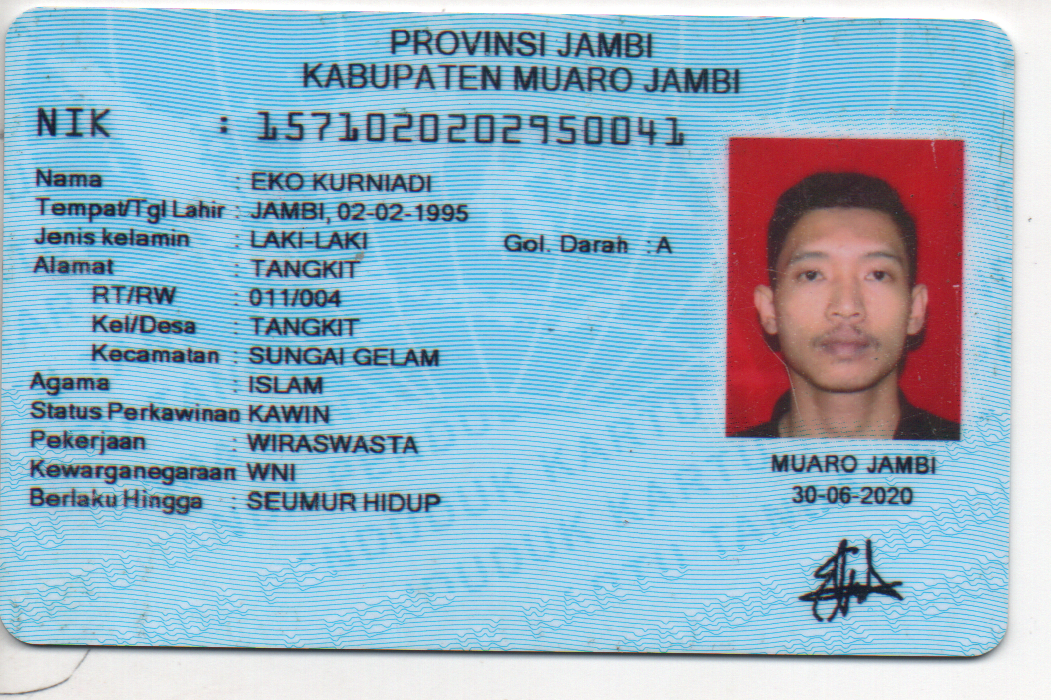 PROVINSI JAMBI
KABUPATEN MUARO JAMBI
NIK : 1571020202950041
Nama : EKO KURNIADI
Tempat/Tgl Lahir : JAMBI, 02-02-1995
Jenis kelamin : LAKI-LAKI Gol. Darah : A
Alamat : TANGKIT
RT/RW : 011/004
Kel/Desa : TANGKIT
Kecamatan : SUNGAI GELAM
Agama : ISLAM
Status Perkawinan KAWIN
Pekerjaan : WIRASWASTA
Kewarganegaraan WNI
Berlaku Hingga : SEUMUR HIDUP
MUARO JAMBI
30-06-2020